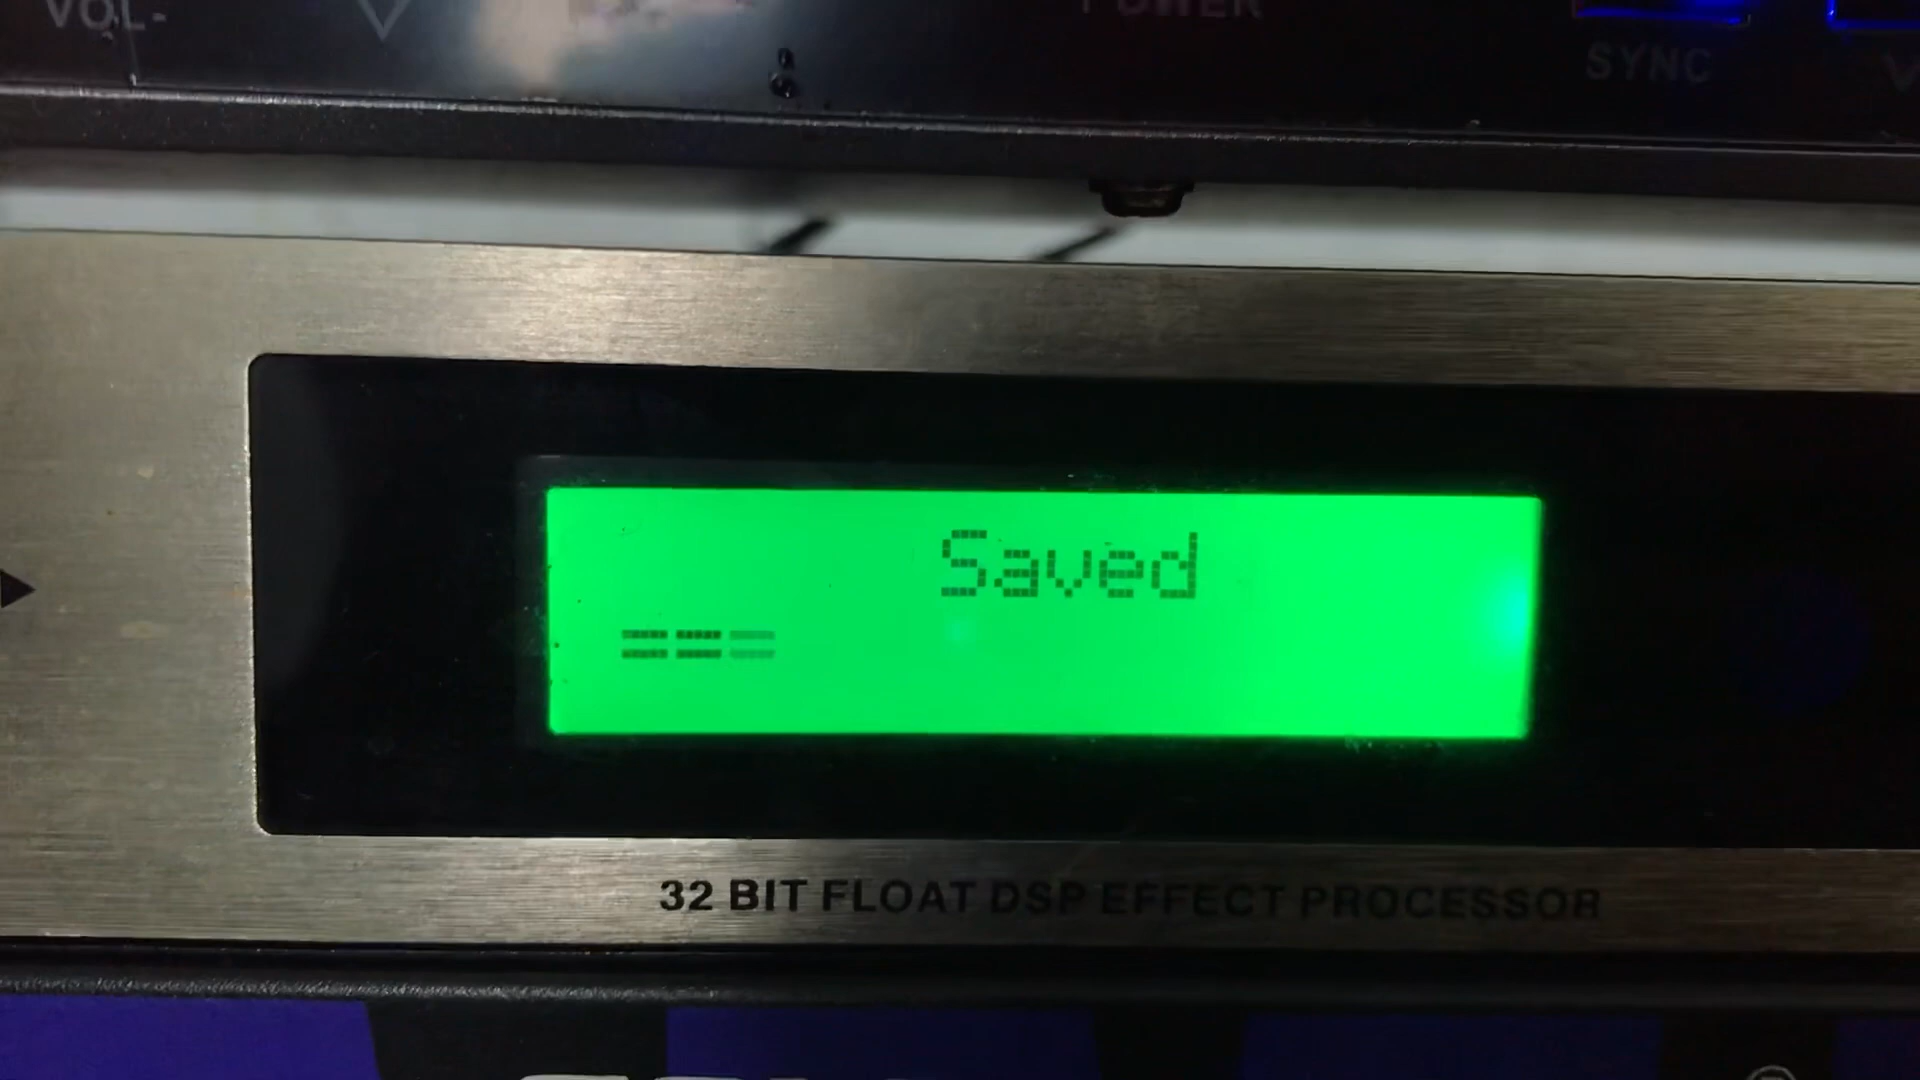 VOL-
POWER
SYNC
Saved
===
32 BIT FLOAT DSP EFFECT PROCESSOR